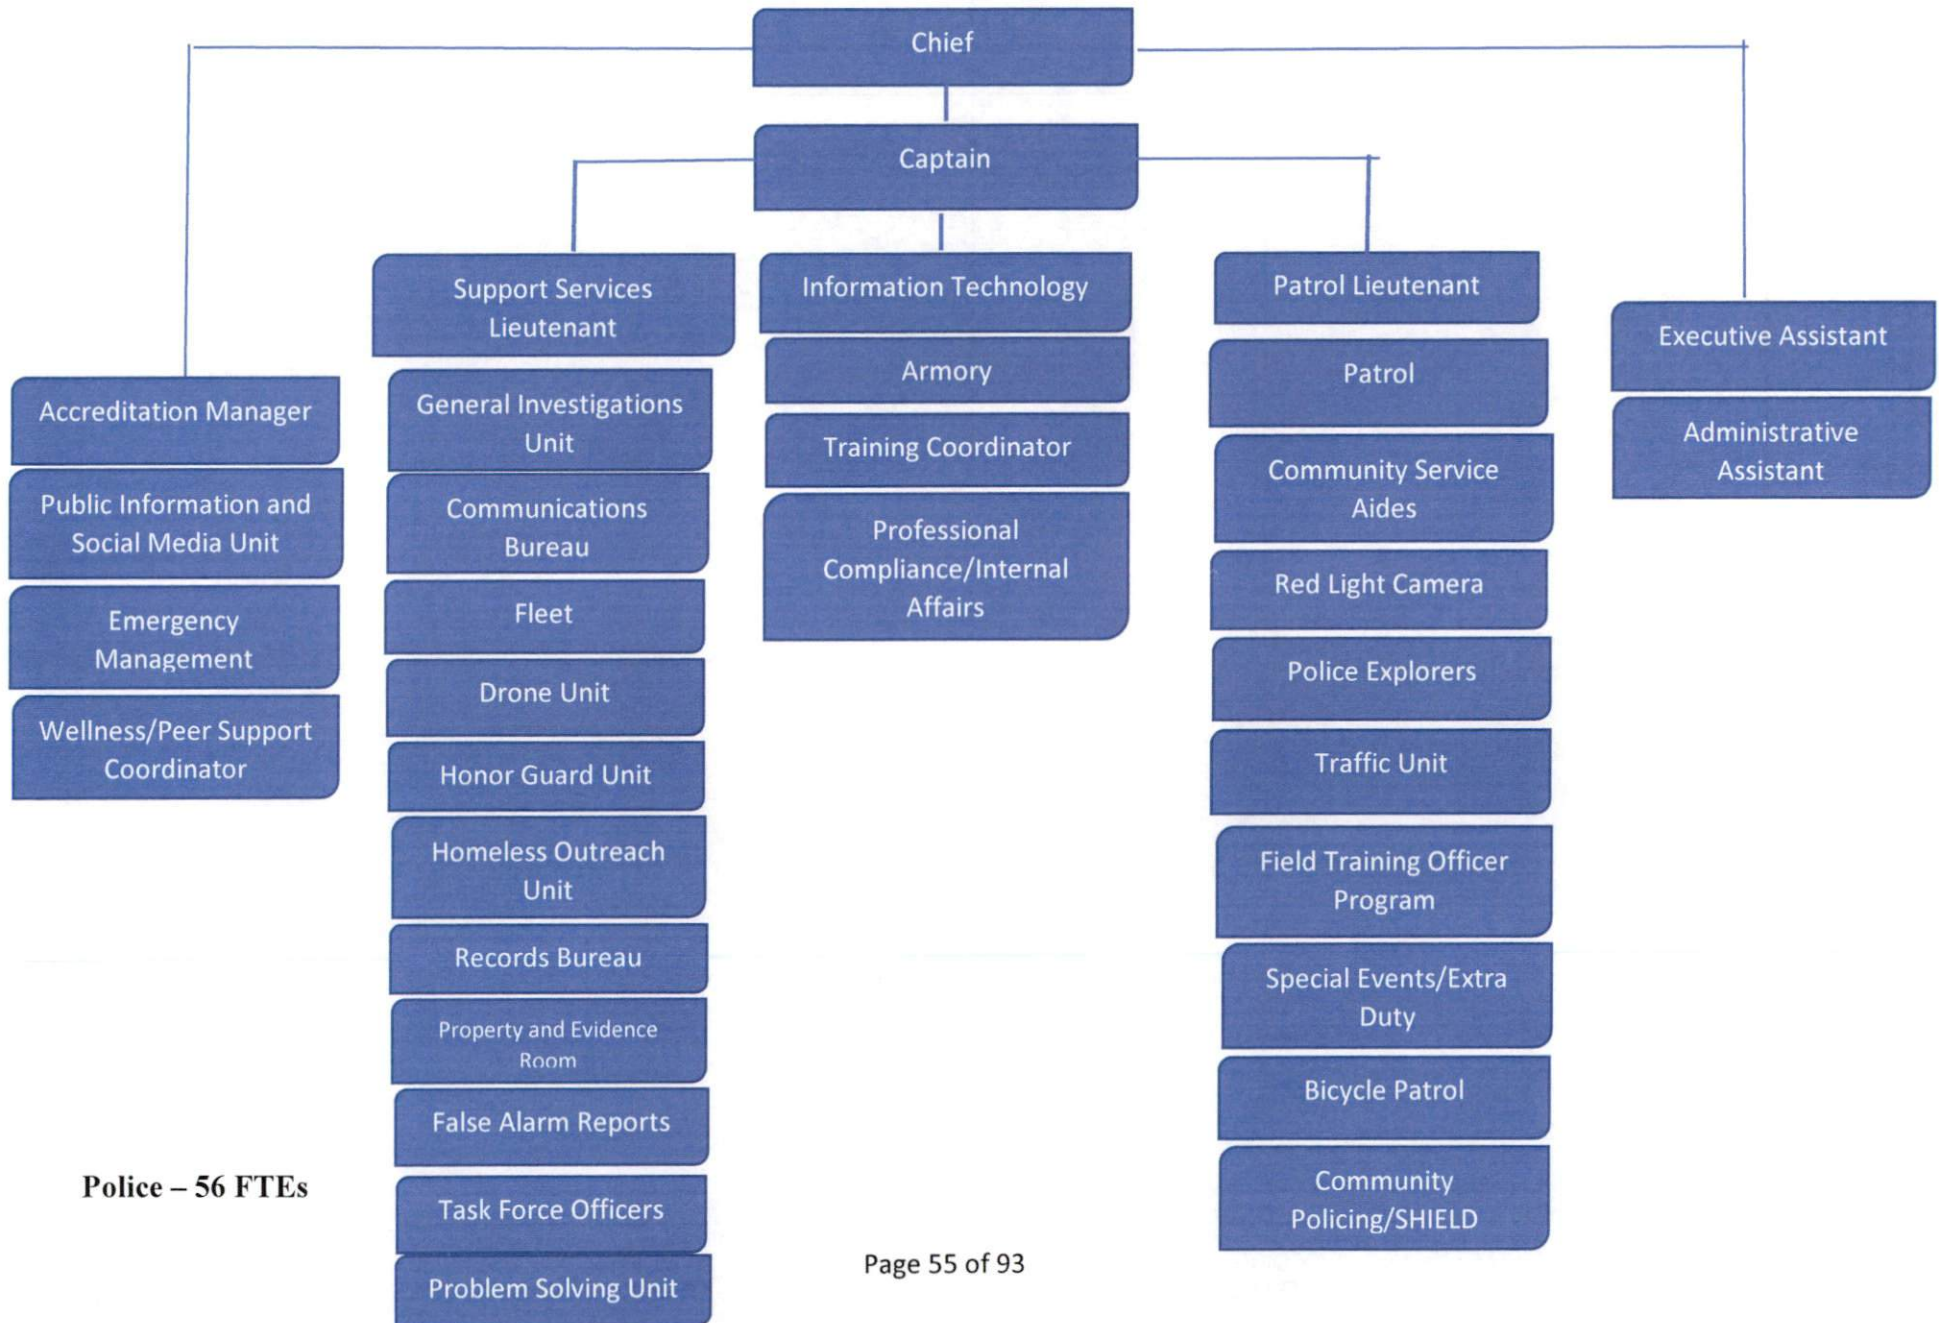 Chief
Captain
Accreditation Manager
Public Information and
Social Media Unit
Emergency
Management
Wellness/Peer Support
Coordinator
Support Services
Lieutenant
General Investigations
Unit
Communications
Bureau
Fleet
Drone Unit
Honor Guard Unit
Homeless Outreach
Unit
Records Bureau
Property and Evidence
Room
False Alarm Reports
Task Force Officers
Problem Solving Unit
Information Technology
Armory
Training Coordinator
Professional
Compliance/Internal
Affairs
Patrol Lieutenant
Patrol
Community Service
Aides
Red Light Camera
Police Explorers
Traffic Unit
Field Training Officer
Program
Special Events/Extra
Duty
Bicycle Patrol
Community
Policing/SHIELD
Executive Assistant
Administrative
Assistant
Police – 56 FTEs
Page 55 of 93